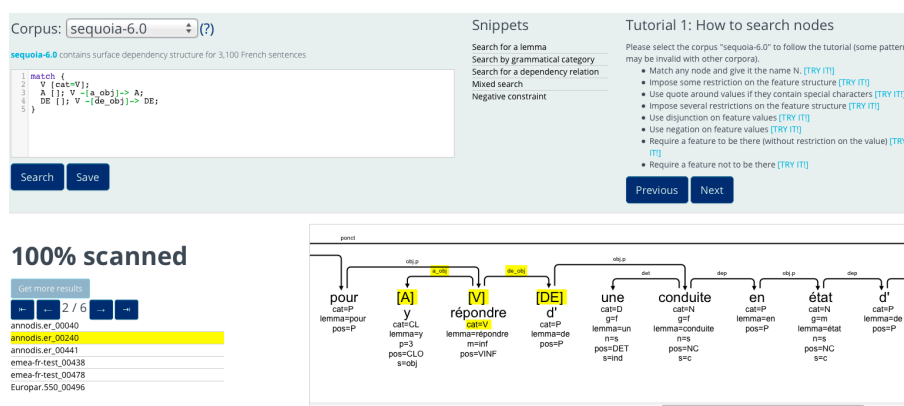 Corpus: sequoia-6.0 (?)
sequoia-6.0 contains surface dependency structure for 3,100 French sentences
1 match {
2 V [cat=V];
3 A []; V -[a_obj]-> A;
4 DE []; V -[de_obj]-> DE;
5 }
Search Save
Snippets
Search for a lemma
Search by grammatical category
Search for a dependency relation
Mixed search
Negative constraint
Tutorial 1: How to search nodes
Please select the corpus "sequoia-6.0" to follow the tutorial (some pattern
may be invalid with other corpora).
Match any node and give it the name N. [TRY IT!]
Impose some restriction on the feature structure [TRY IT!]
Use quote around values if they contain special characters [TRY IT!]
Impose several restrictions on the feature structure [TRY IT!]
Use disjunction on feature values [TRY IT!]
Use negation on feature values [TRY IT!]
Require a feature to be there (without restriction on the value) [TRY
IT!]
Require a feature not to be there [TRY IT!]
Previous Next
100% scanned
Get more results
⇤ ← 2 / 6 → ⇥
annodis.er_00040
annodis.er_00240
annodis.er_00441
emea-fr-test_00438
emea-fr-test_00478
Europar.550_00496
ponct
obj.p
obj.p
a_obj
de_obj
det
dep
obj.p
dep
pour
cat=P
lemma=pour
pos=P
[A]
y
cat=CL
lemma=y
p=3
pos=CLO
s=obj
[V]
répondre
cat=V
lemma=répondre
m=inf
pos=VINF
[DE]
d'
cat=P
lemma=de
pos=P
une
cat=D
g=f
lemma=un
n=s
pos=DET
s=ind
conduite
cat=N
g=f
lemma=conduite
n=s
pos=NC
s=c
en
cat=P
lemma=en
pos=P
état
cat=N
g=m
lemma=état
n=s
pos=NC
s=c
d'
cat=P
lemma=de
pos=P